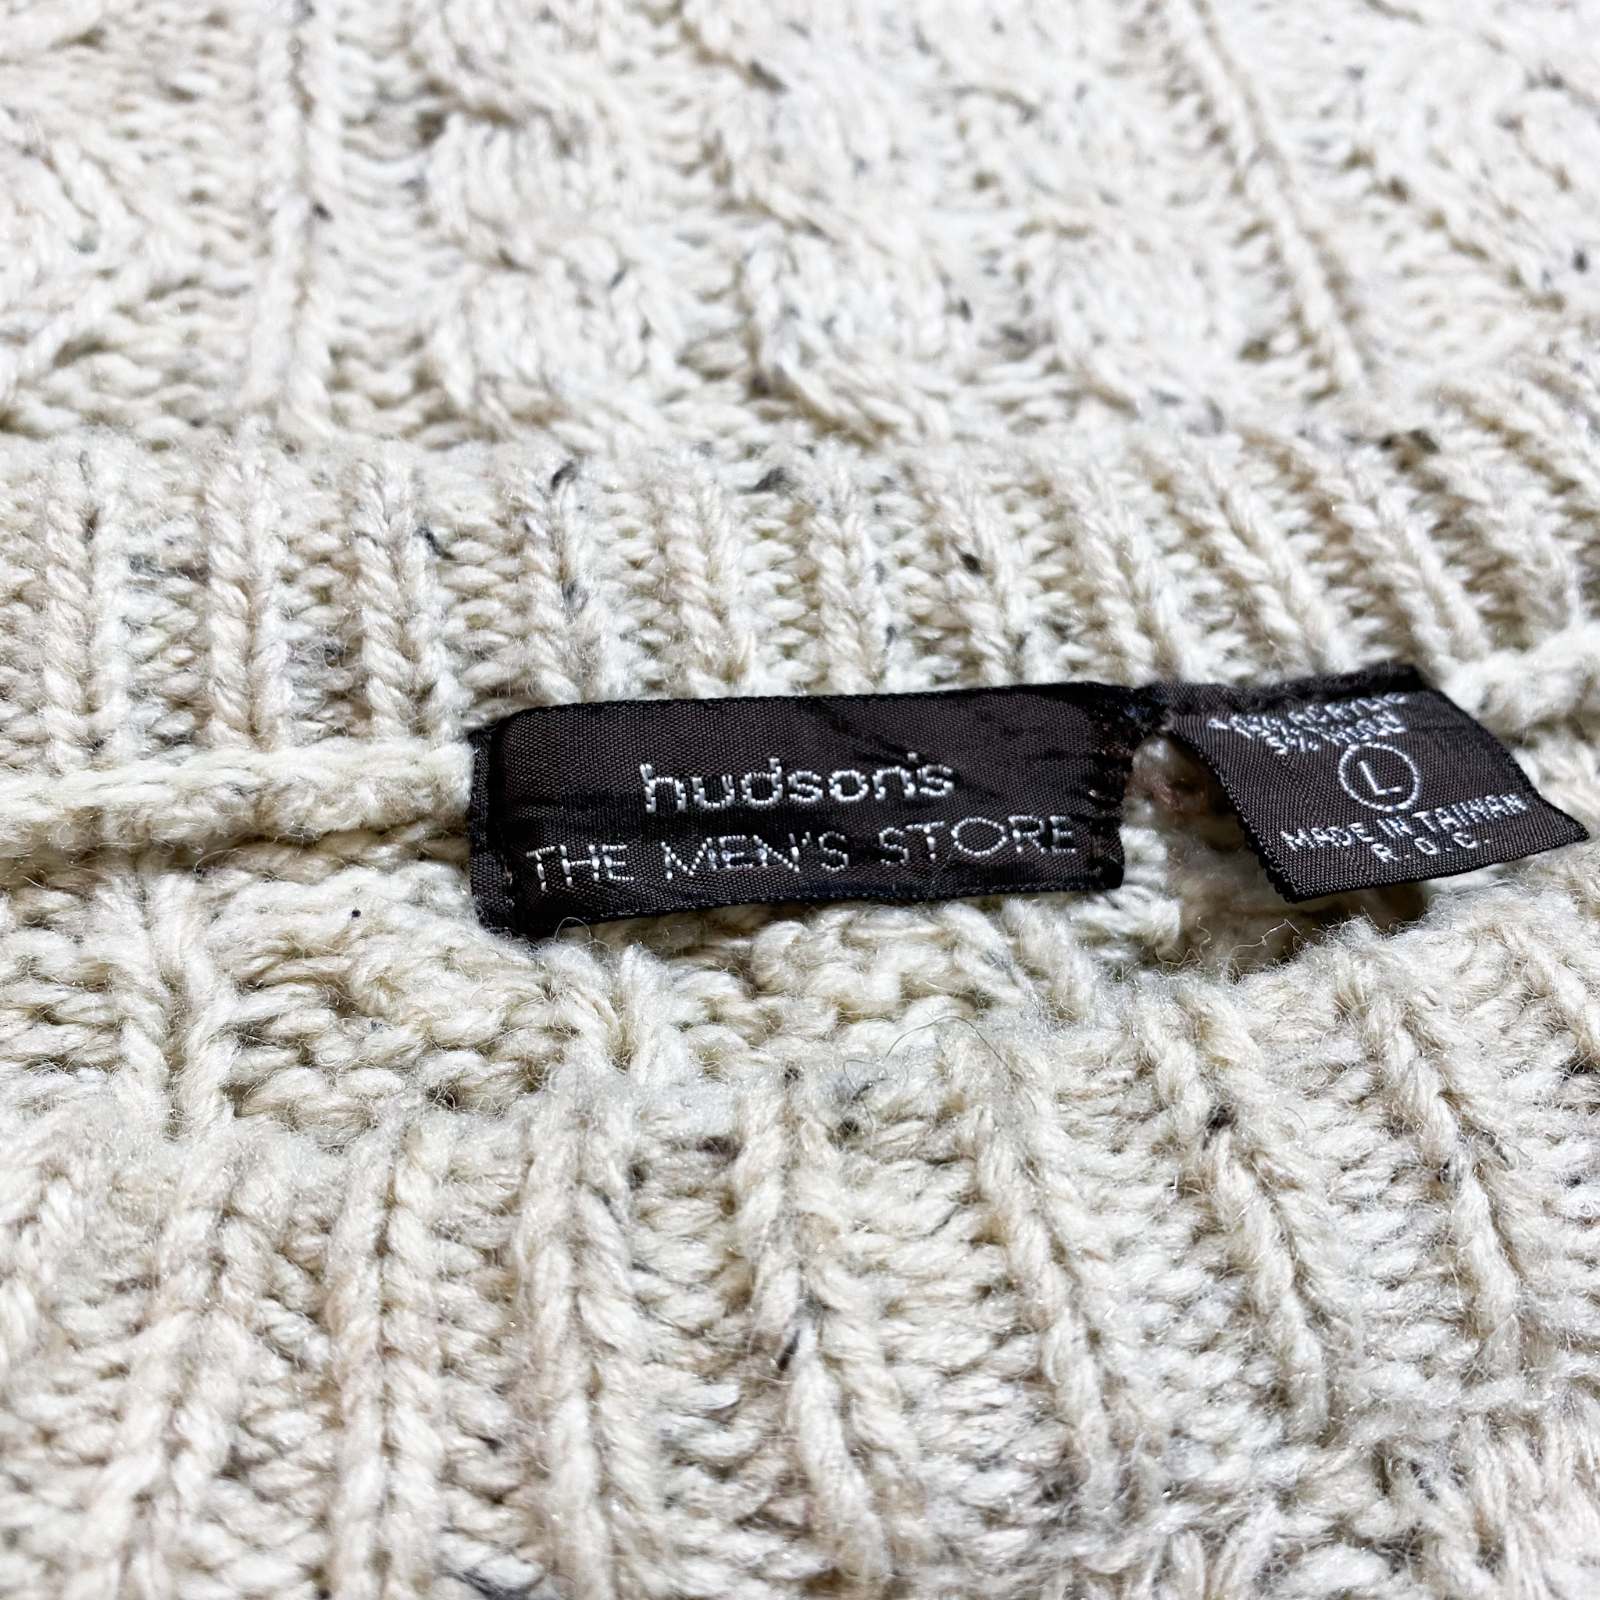 hudson's
THE MEN'S STORE
L
MADE IN TAIWAN
R.O.C.